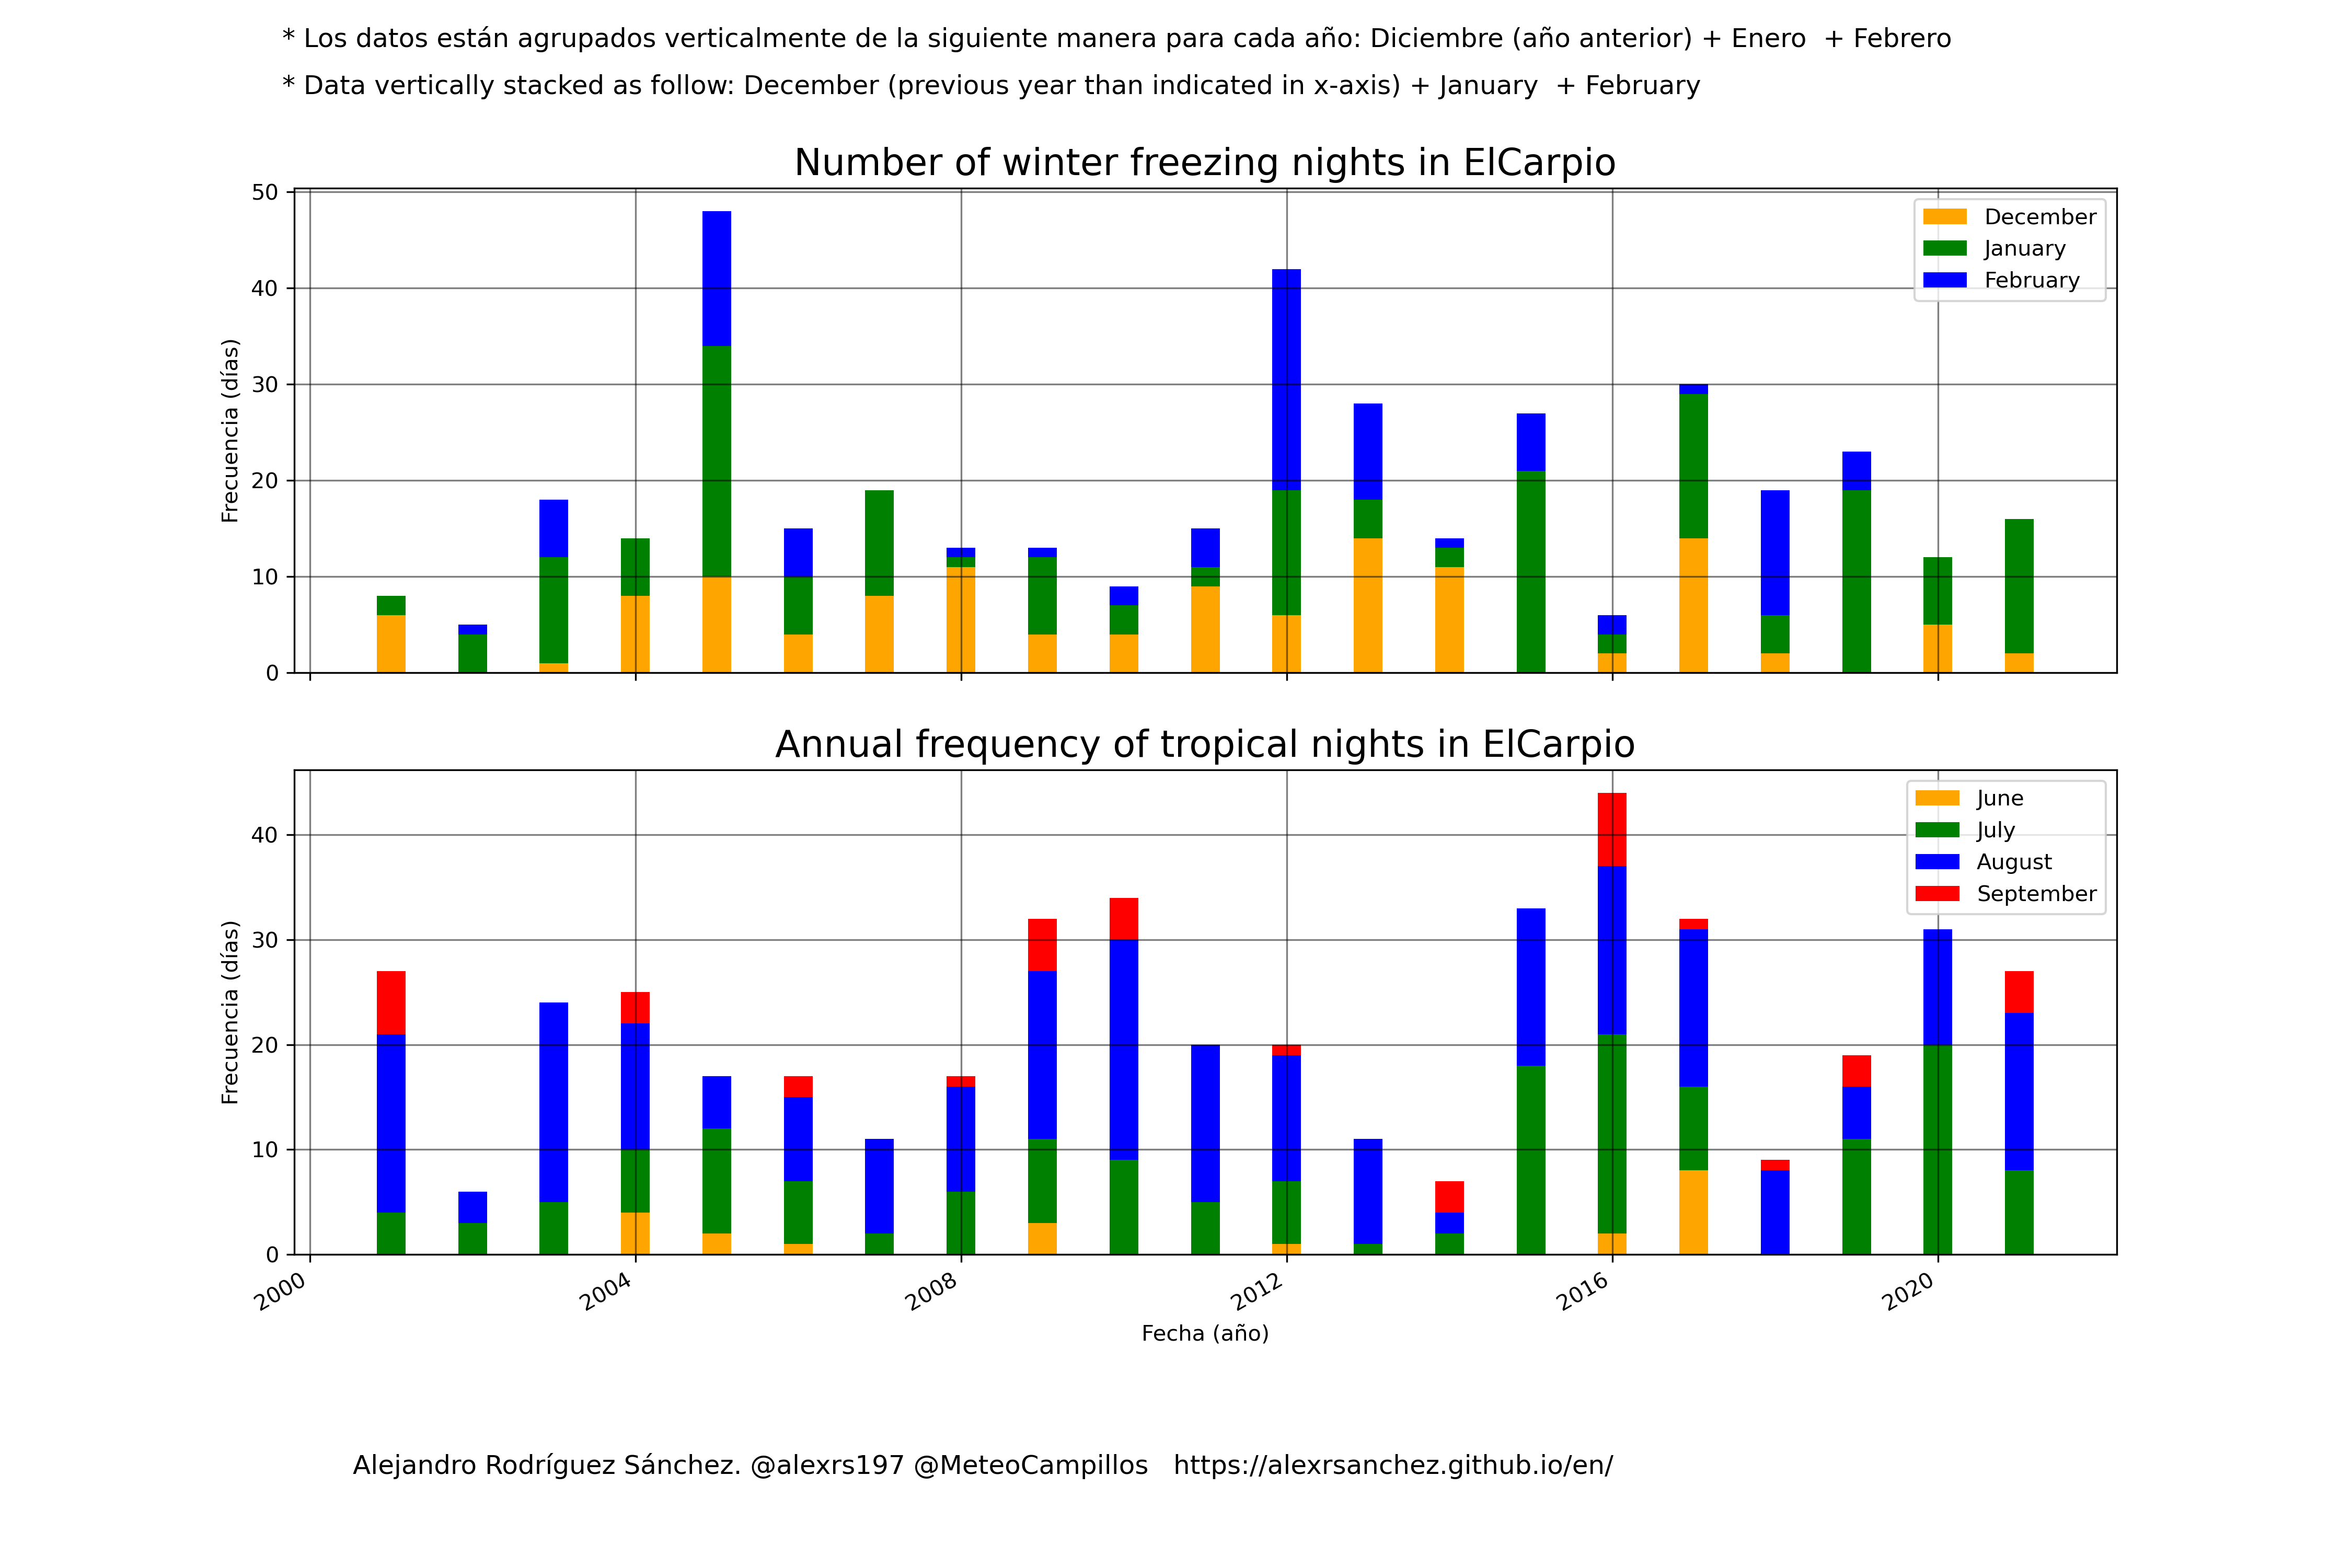 * Los datos están agrupados verticalmente de la siguiente manera para cada año: Diciembre (año anterior) + Enero  + Febrero
* Data vertically stacked as follow: December (previous year than indicated in x-axis) + January  + February
Number of winter freezing nights in ElCarpio
50
40
30
20
10
0
Frecuencia (días)
December
January
February
Annual frequency of tropical nights in ElCarpio
40
30
20
10
0
Frecuencia (días)
June
July
August
September
2000
2004
2008
2012
2016
2020
Fecha (año)
Alejandro Rodríguez Sánchez. @alexrs197 @MeteoCampillos   https://alexrsanchez.github.io/en/